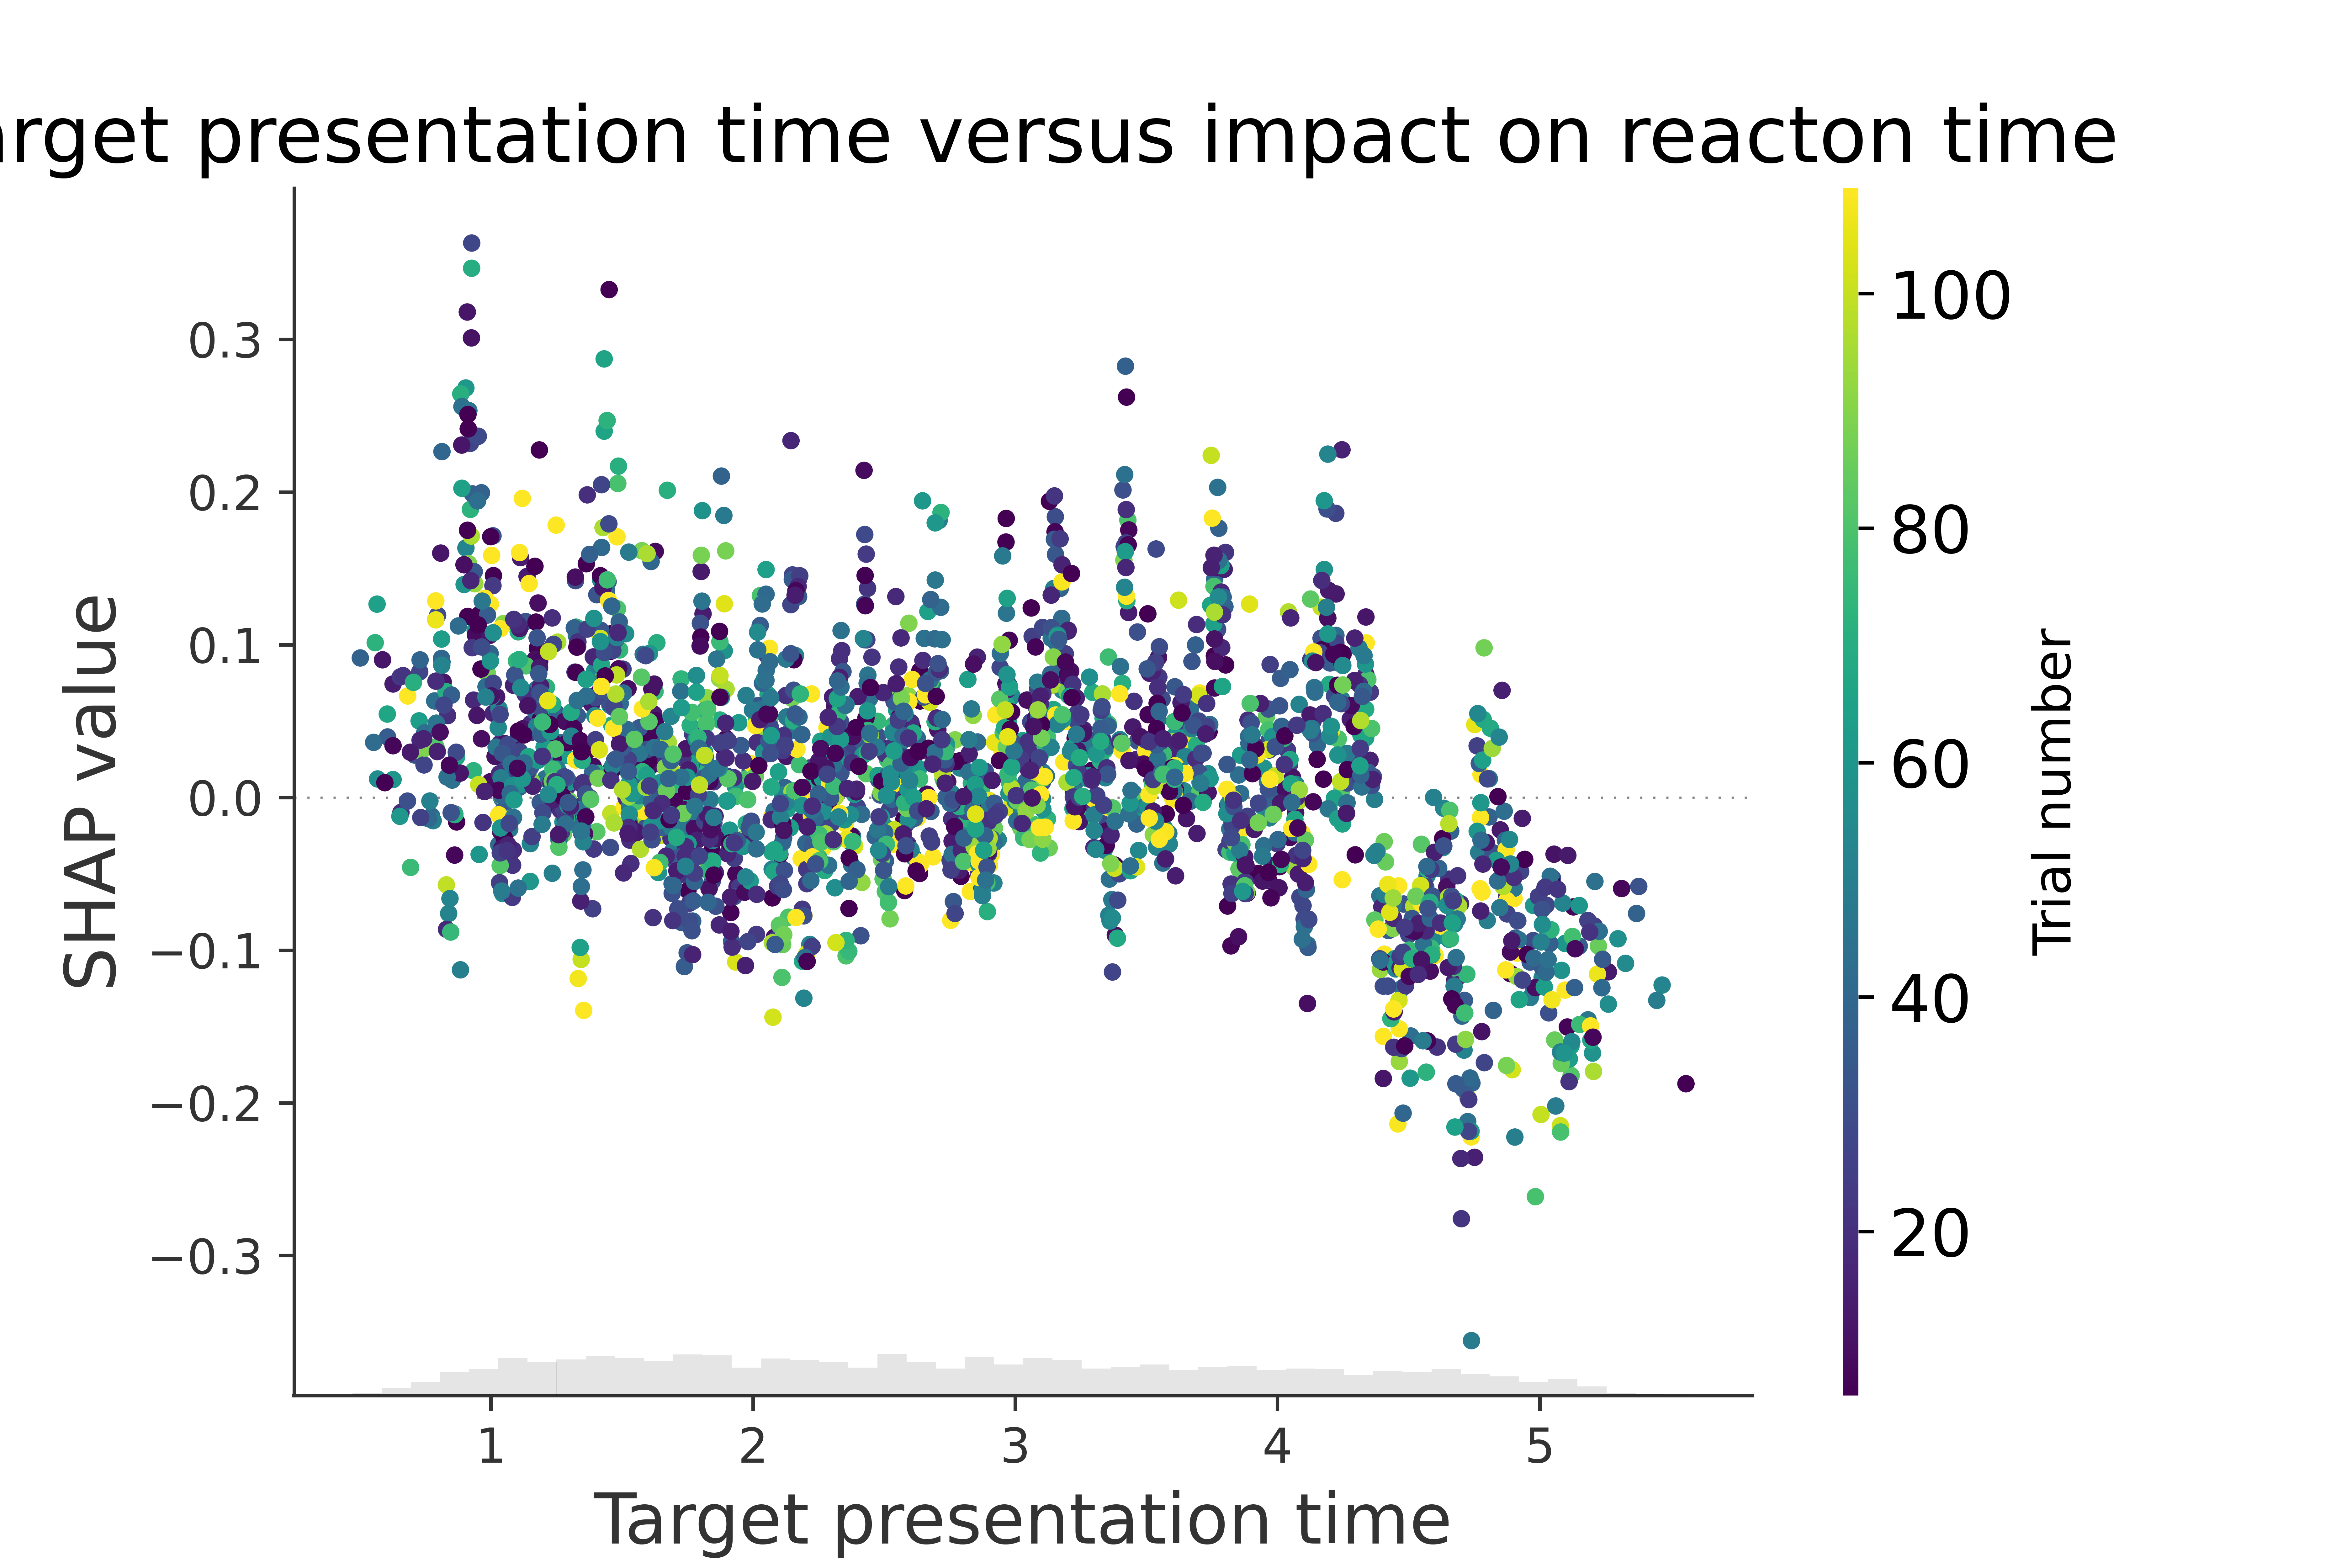 arget presentation time versus impact on reacton time
SHAP value
0.3
0.2
0.1
0.0
−0.1
−0.2
−0.3
1 2 3 4 5
Target presentation time
100
80
60
40
20
Trial number